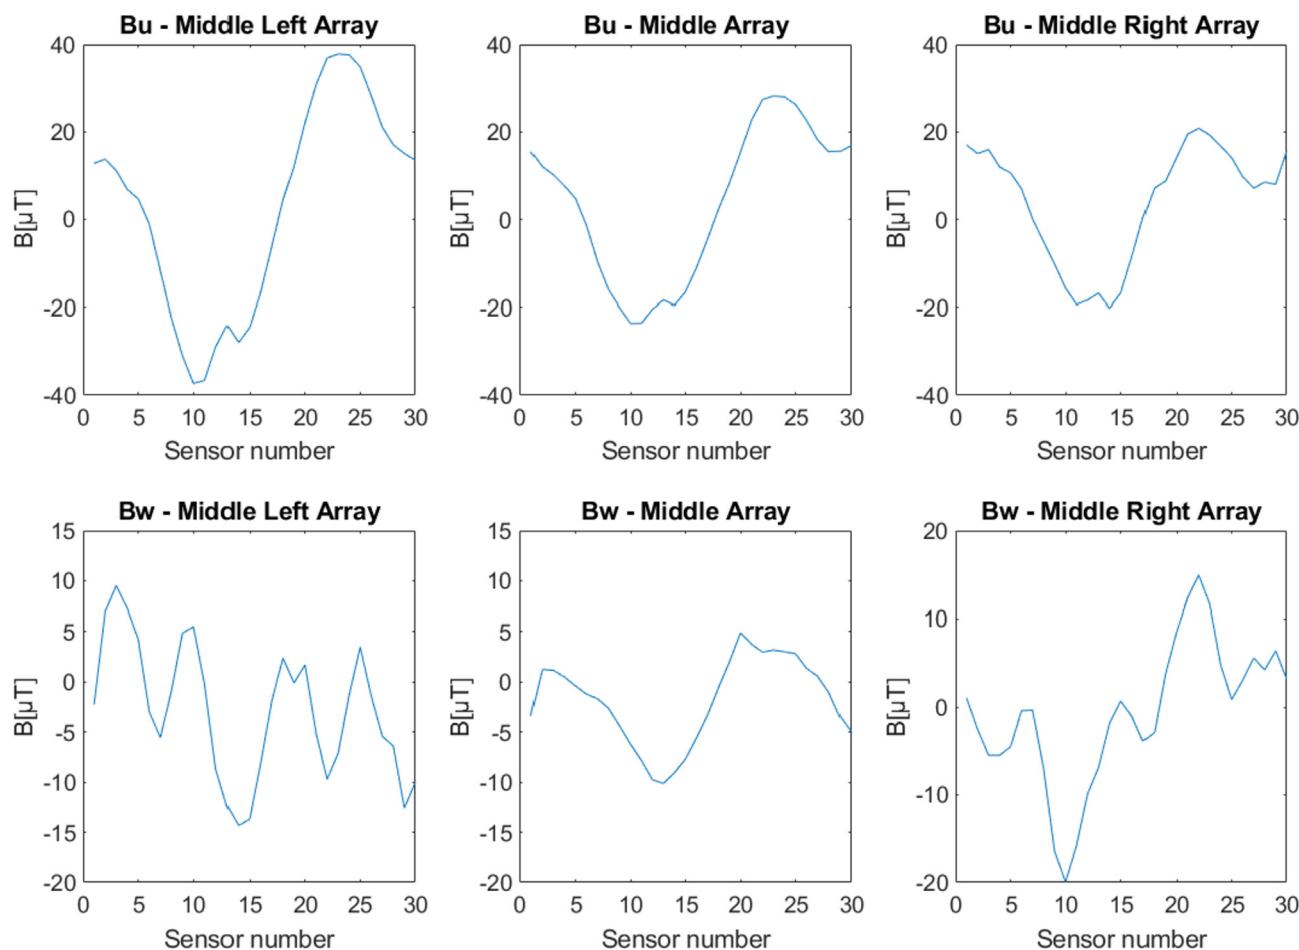 Bu - Middle Left Array
40
20
0
-20
-40
B[µT]
0 5 10 15 20 25 30
Sensor number
Bu - Middle Array
40
20
0
-20
-40
B[µT]
0 5 10 15 20 25 30
Sensor number
Bu - Middle Right Array
40
20
0
-20
-40
B[µT]
0 5 10 15 20 25 30
Sensor number
Bw - Middle Left Array
15
10
5
0
-5
-10
-15
-20
B[µT]
0 5 10 15 20 25 30
Sensor number
Bw - Middle Array
15
10
5
0
-5
-10
-15
-20
B[µT]
0 5 10 15 20 25 30
Sensor number
Bw - Middle Right Array
20
10
0
-10
-20
B[µT]
0 5 10 15 20 25 30
Sensor number